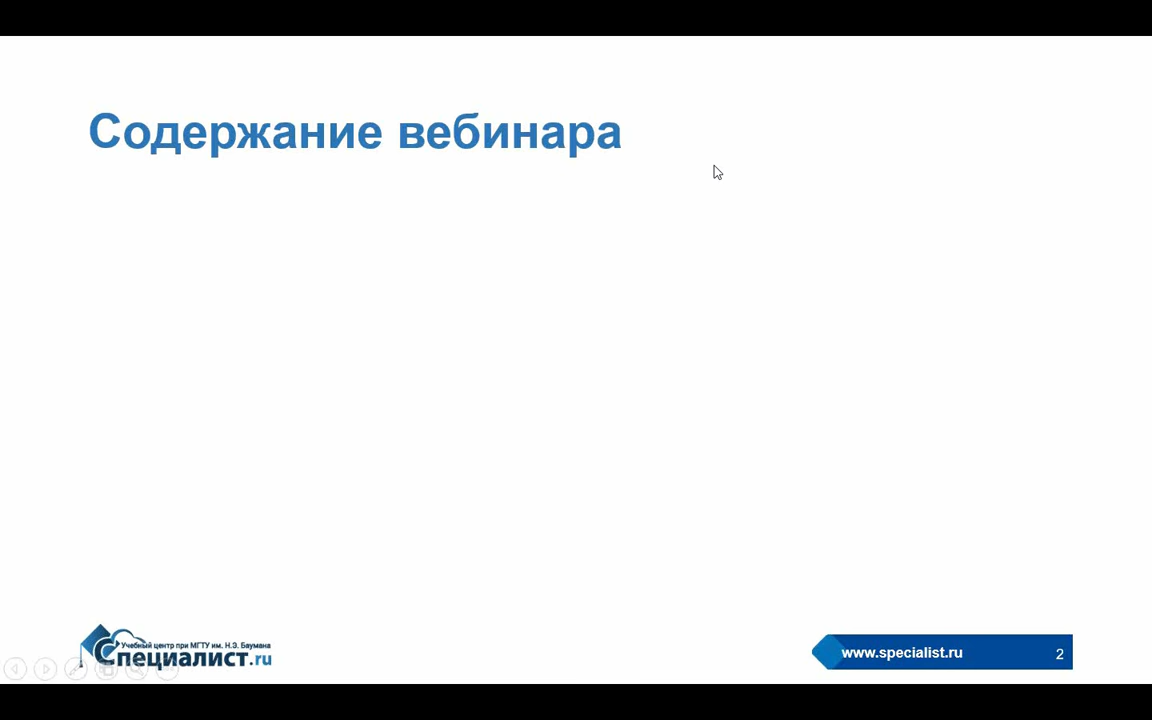 Содержание вебинара
Учебный центр при МГТУ им. Н.Э. Баумана
Специалист.ru
www.specialist.ru
2